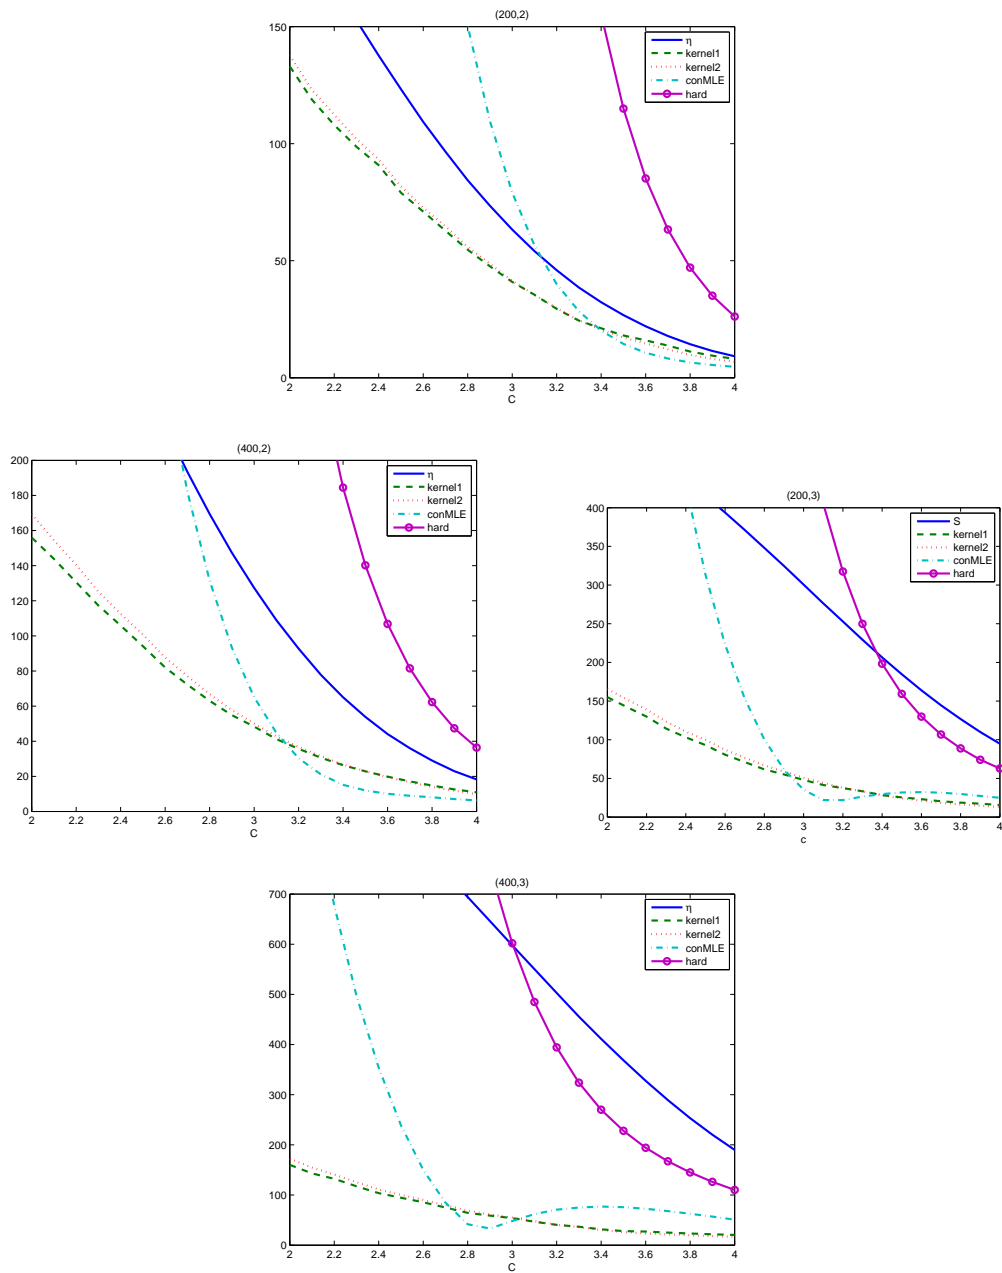 (200,2)
150
100
50
0
η
kernel1
kernel2
conMLE
hard
2 2.2 2.4 2.6 2.8 3 3.2 3.4 3.6 3.8 4
C
(400,2)
200
180
160
140
120
100
80
60
40
20
0
η
kernel1
kernel2
conMLE
hard
2 2.2 2.4 2.6 2.8 3 3.2 3.4 3.6 3.8 4
C
(200,3)
400
350
300
250
200
150
100
50
0
S
kernel1
kernel2
conMLE
hard
2 2.2 2.4 2.6 2.8 3 3.2 3.4 3.6 3.8 4
c
(400,3)
700
600
500
400
300
200
100
0
η
kernel1
kernel2
conMLE
hard
2 2.2 2.4 2.6 2.8 3 3.2 3.4 3.6 3.8 4
C